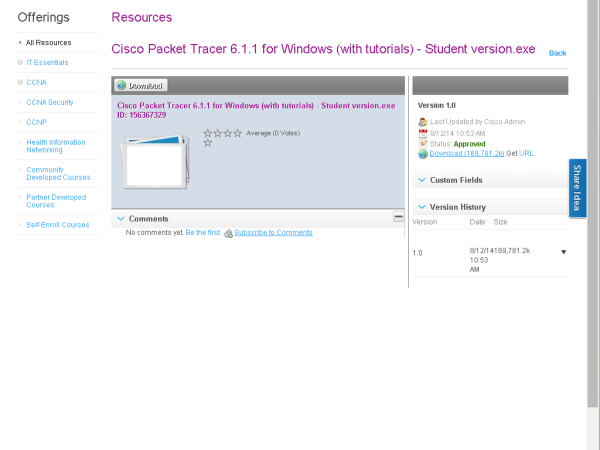 Offerings
All Resources
IT Essentials
CCNA
CCNA Security
CCNP
Health Information
Networking
Community
Developed Courses
Partner Developed
Courses
Self-Enroll Courses
Resources
Cisco Packet Tracer 6.1.1 for Windows (with tutorials) - Student version.exe
Back
Download
Cisco Packet Tracer 6.1.1 for Windows (with tutorials) - Student version.exe
ID: 156367329
Average (0 Votes)
Comments
No comments yet. Be the first. Subscribe to Comments
Version 1.0
Last Updated by Cisco Admin
8/12/14 10:53 AM
Status: Approved
Download (169,781.2k) Get URL.
Custom Fields
Version History
Version Date Size
1.0 8/12/14 169,781.2k
10:53
AM
Share Idea